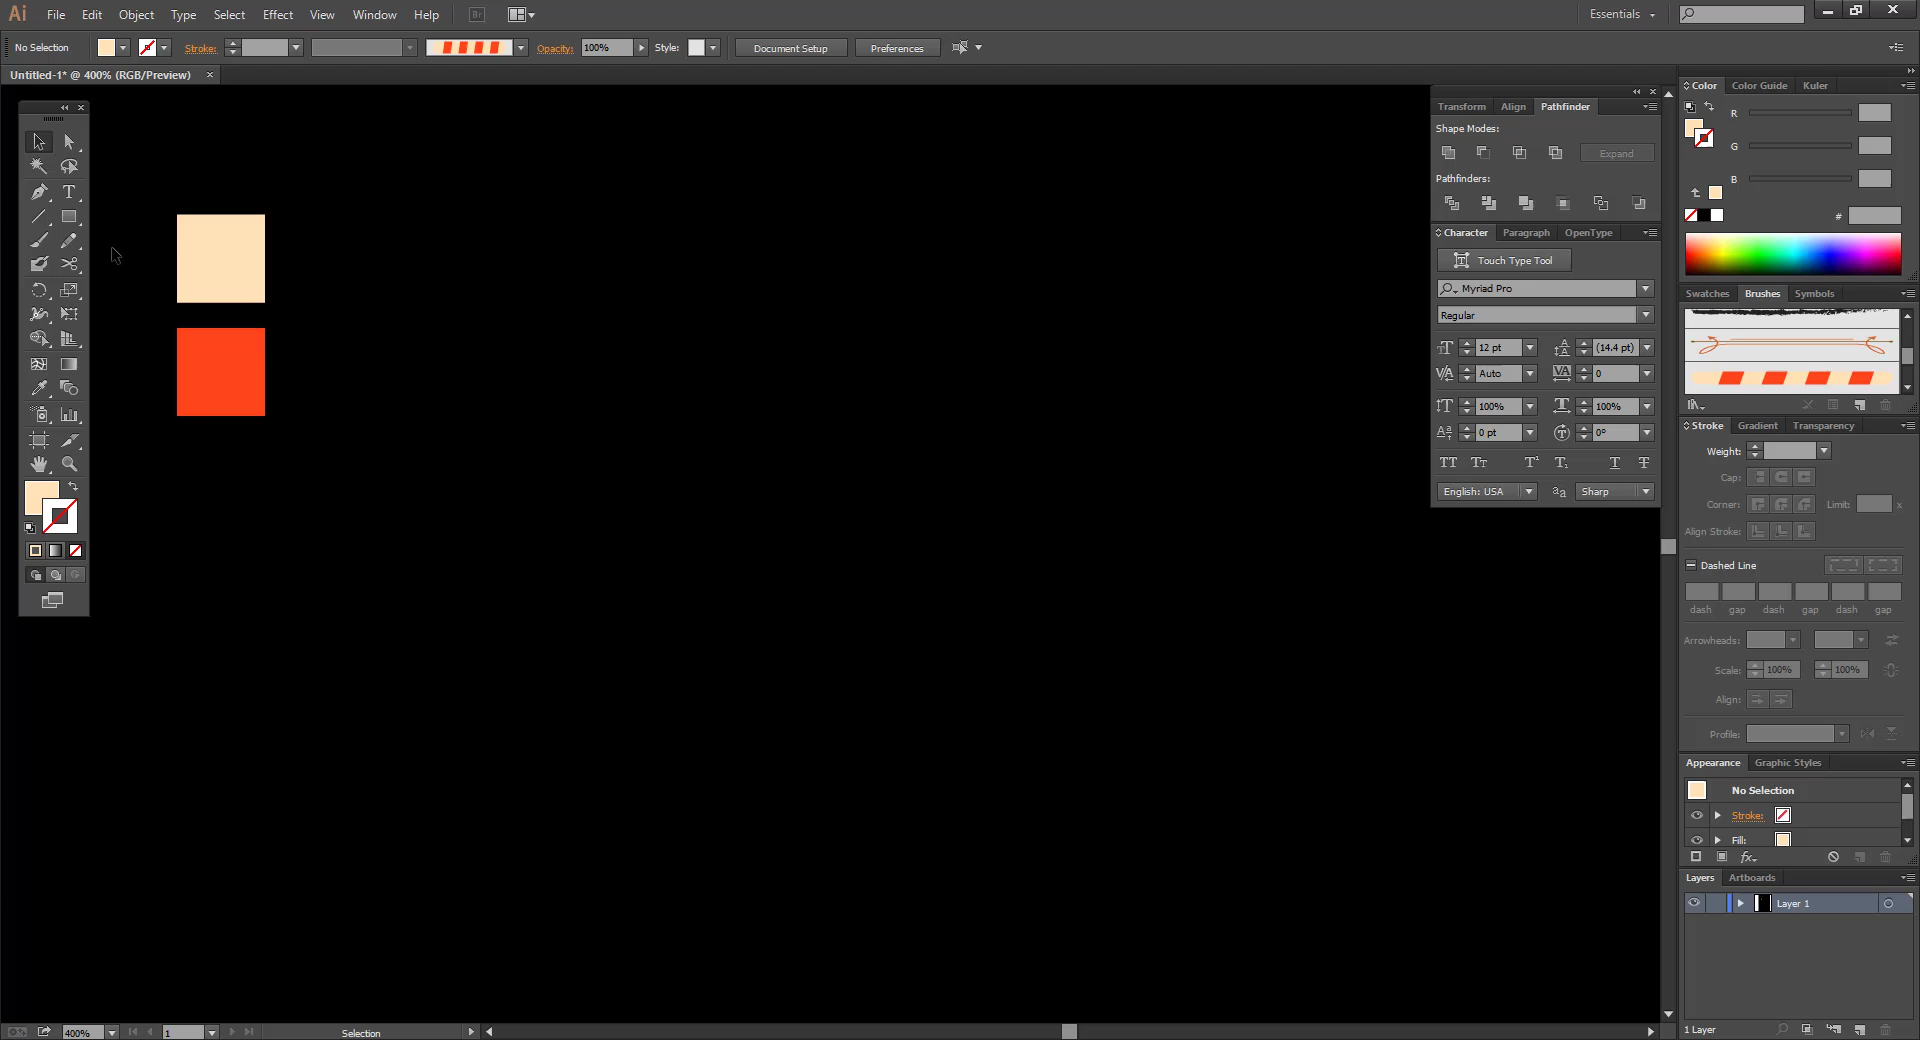 Ai File Edit Object Type Select Effect View Window Help Br Essentials
No Selection Stroke: Opacity: 100% Style: Document Setup Preferences
Untitled-1* @ 400% (RGB/Preview)
Transform Align Pathfinder
Shape Modes:
Expand
Pathfinders:
Character Paragraph OpenType
Touch Type Tool
Myriad Pro
Regular
12 pt (14.4 pt)
Auto 0
100% 100%
0 pt 0°
English: USA Sharp
Color Color Guide Kuler
R
G
B
#
Swatches Brushes Symbols
Stroke Gradient Transparency
Weight:
Cap:
Corner: Limit: x
Align Stroke:
Dashed Line
dash gap dash gap dash gap
Arrowheads:
Scale: 100% 100%
Align:
Profile:
Appearance Graphic Styles
No Selection
Stroke:
Fill:
fx
Layers Artboards
Layer 1
1 Layer
400% 1 Selection